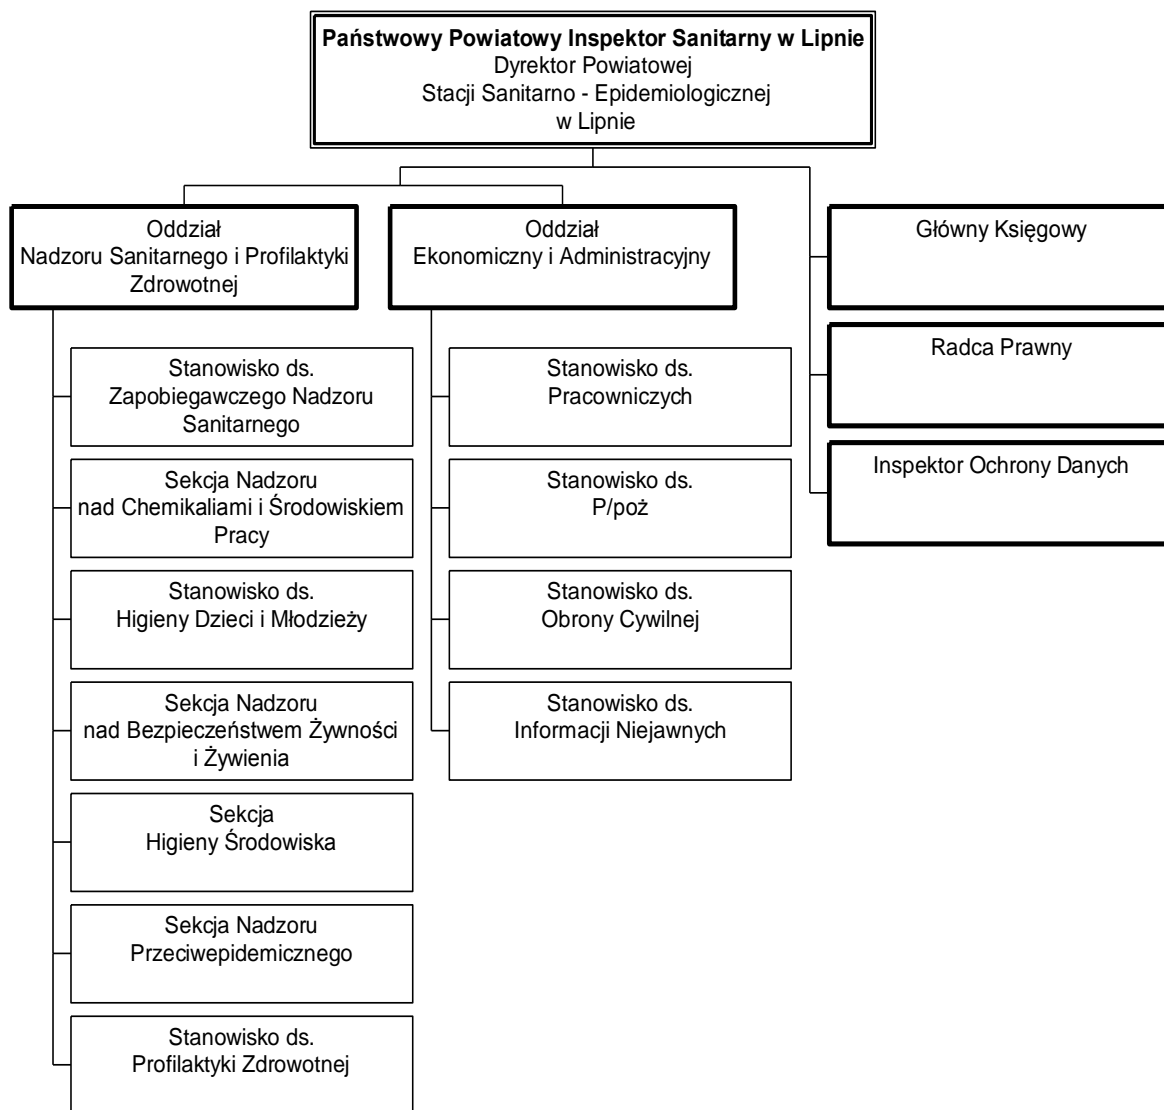 Państwowy Powiatowy Inspektor Sanitarny w Lipnie
Dyrektor Powiatowej
Stacji Sanitarno - Epidemiologicznej
w Lipnie
Oddział
Nadzoru Sanitarnego i Profilaktyki
Zdrowotnej
Stanowisko ds.
Zapobiegawczego Nadzoru
Sanitarnego
Sekcja Nadzoru
nad Chemikaliami i Środowiskiem
Pracy
Stanowisko ds.
Higieny Dzieci i Młodzieży
Sekcja Nadzoru
nad Bezpieczeństwem Żywności
i Żywienia
Sekcja
Higieny Środowiska
Sekcja Nadzoru
Przeciwepidemicznego
Stanowisko ds.
Profilaktyki Zdrowotnej
Oddział
Ekonomiczny i Administracyjny
Stanowisko ds.
Pracowniczych
Stanowisko ds.
P/poż
Stanowisko ds.
Obrony Cywilnej
Stanowisko ds.
Informacji Niejawnych
Główny Księgowy
Radca Prawny
Inspektor Ochrony Danych